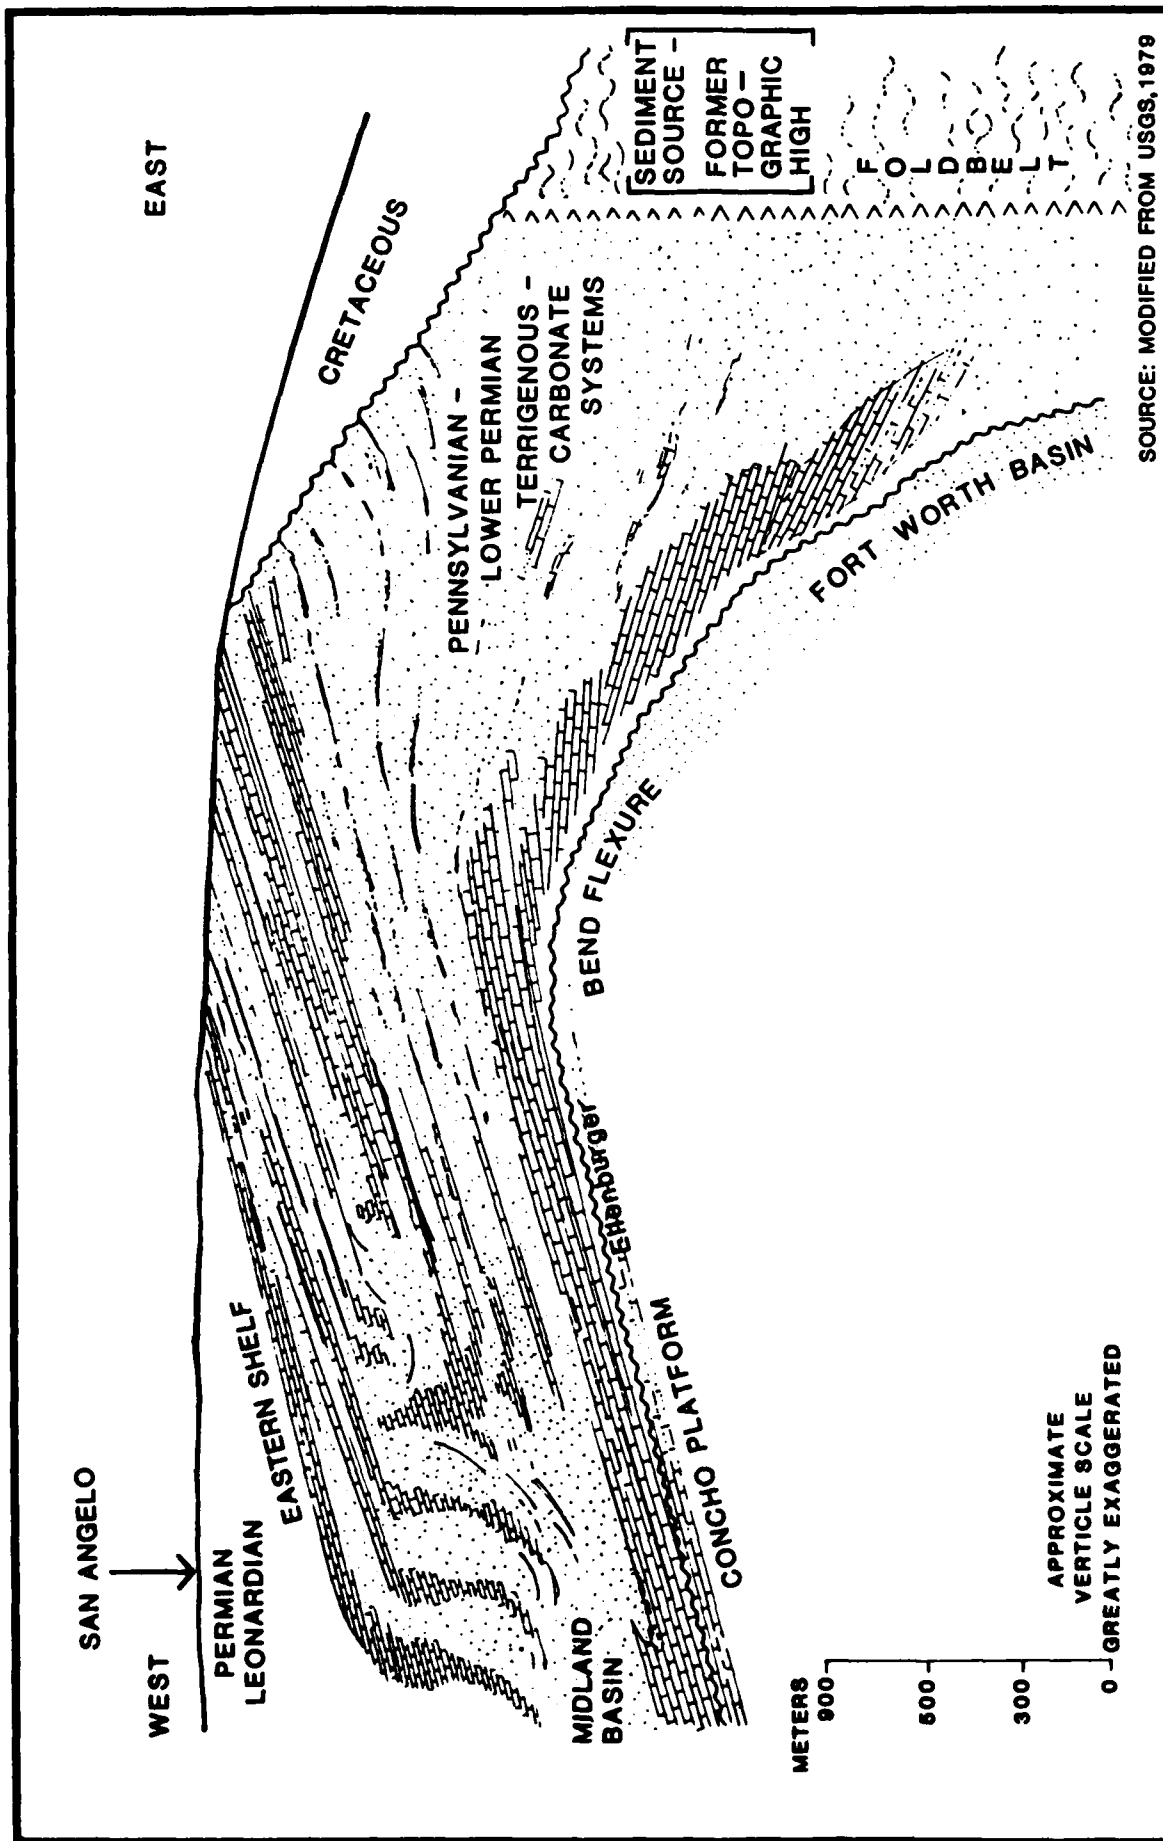 SAN ANGELO
WEST
EAST
PERMIAN
LEONARDIAN
EASTERN SHELF
CRETACEOUS
PENNSYLVANIAN –
LOWER PERMIAN
TERRIGENOUS –
CARBONATE
SYSTEMS
SEDIMENT
SOURCE –
FORMER
TOPO –
GRAPHIC
HIGH
FOLDBELT
MIDLAND
BASIN
CONCHO PLATFORM
Ellenburger
BEND FLEXURE
FORT WORTH BASIN
METERS
900
600
300
0
APPROXIMATE
VERTICLE SCALE
GREATLY EXAGGERATED
SOURCE: MODIFIED FROM USGS, 1979